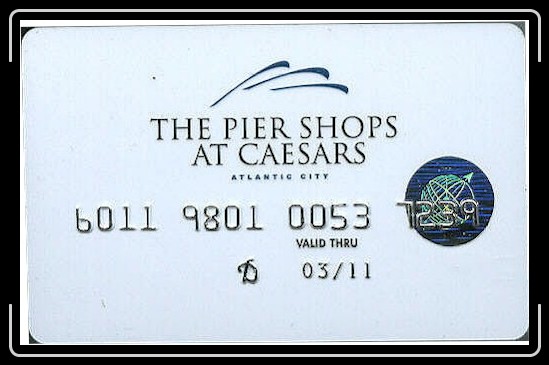 THE PIER SHOPS
AT CAESARS
ATLANTIC CITY
6011 9801 0053 7239
VALID THRU
D 03/11